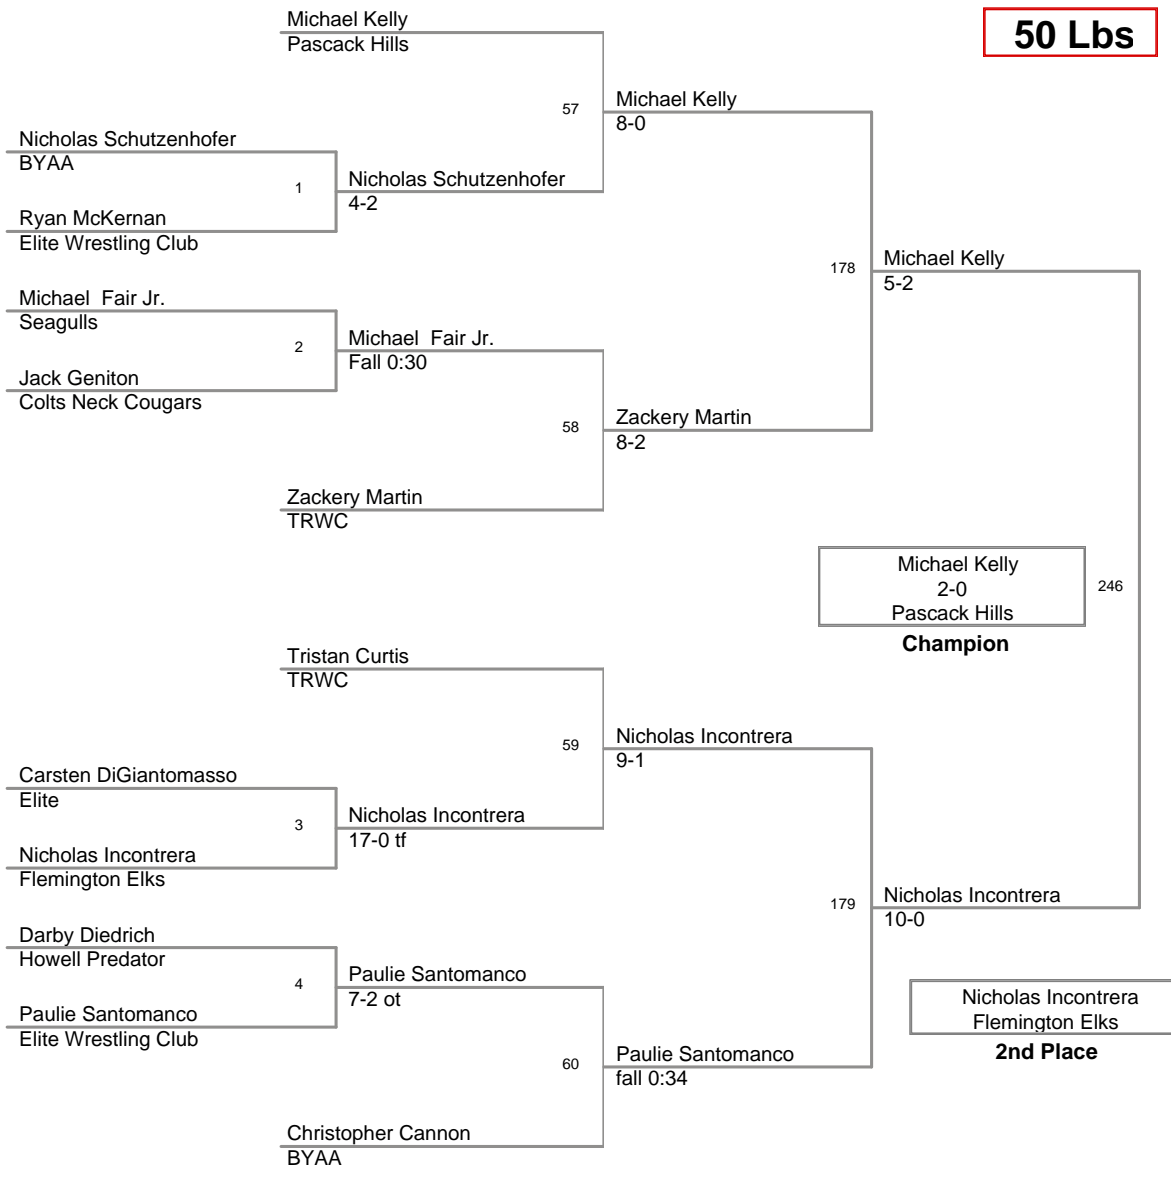 Michael Kelly
Pascack Hills
50 Lbs
57
Michael Kelly
8-0
Nicholas Schutzenhofer
BYAA
1
Nicholas Schutzenhofer
4-2
Ryan McKernan
Elite Wrestling Club
178
Michael Kelly
5-2
Michael  Fair Jr.
Seagulls
2
Michael  Fair Jr.
Fall 0:30
Jack Geniton
Colts Neck Cougars
58
Zackery Martin
8-2
Zackery Martin
TRWC
Michael Kelly
2-0
Pascack Hills
246
Champion
Tristan Curtis
TRWC
59
Nicholas Incontrera
9-1
Carsten DiGiantomasso
Elite
3
Nicholas Incontrera
17-0 tf
Nicholas Incontrera
Flemington Elks
179
Nicholas Incontrera
10-0
Darby Diedrich
Howell Predator
4
Paulie Santomanco
7-2 ot
Paulie Santomanco
Elite Wrestling Club
Nicholas Incontrera
Flemington Elks
2nd Place
60
Paulie Santomanco
fall 0:34
Christopher Cannon
BYAA